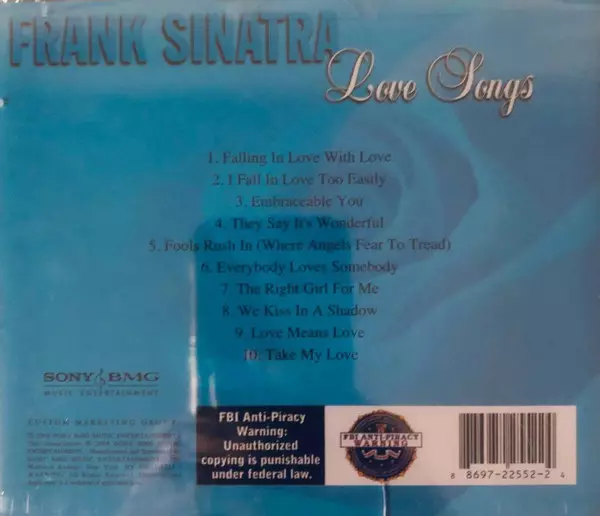 FRANK SINATRA
Love Songs
1. Falling In Love With Love
2. I Fall In Love Too Easily
3. Embraceable You
4. They Say It's Wonderful
5. Fools Rush In (Where Angels Fear To Tread)
6. Everybody Loves Somebody
7. The Right Girl For Me
8. We Kiss In A Shadow
9. Love Means Love
10. Take My Love
SONY BMG
MUSIC ENTERTAINMENT
CUSTOM MARKETING GROUP
FBI Anti-Piracy
Warning:
Unauthorized
copying is punishable
under federal law.
FBI ANTI-PIRACY
WARNING
8 8697-22552-2 4